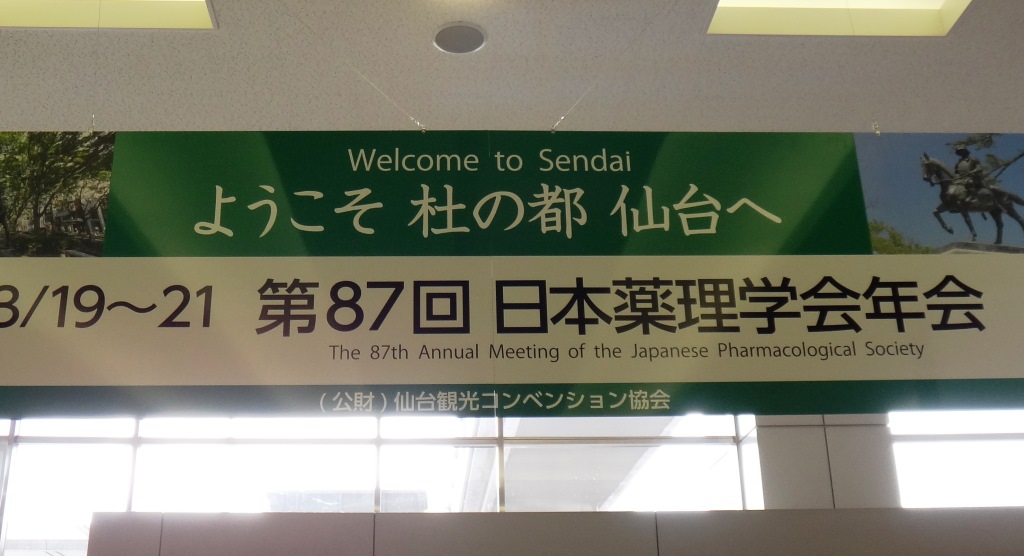 Welcome to Sendai
ようこそ 杜の都 仙台へ
3/19～21 第87回 日本薬理学会年会
The 87th Annual Meeting of the Japanese Pharmacological Society
(公財)仙台観光コンベンション協会